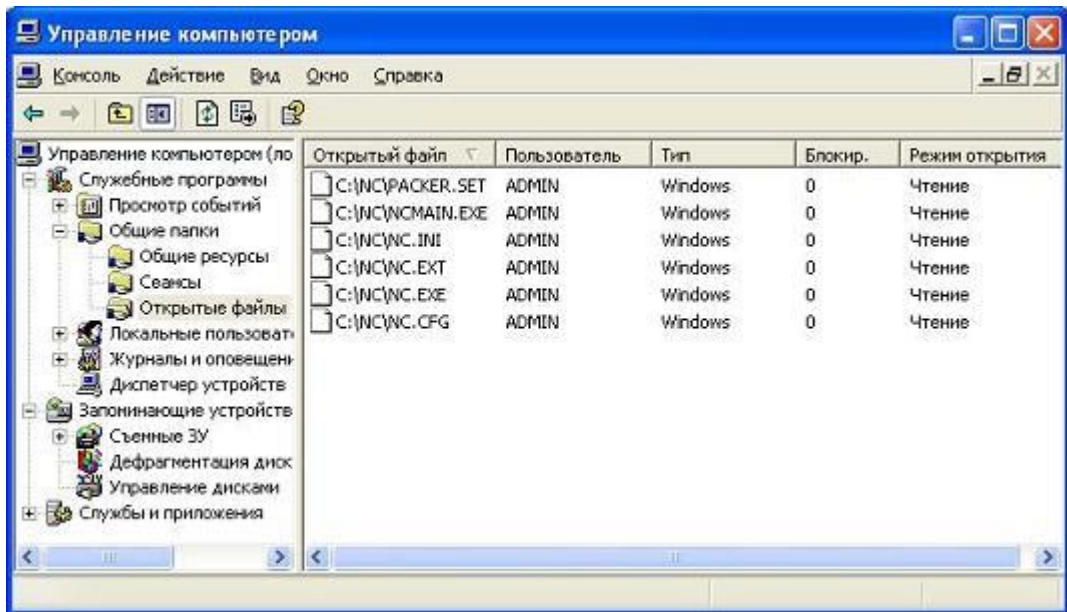 Управление компьютером
Консоль Действие Вид Окно Справка
Управление компьютером (ло
Служебные программы
Просмотр событий
Общие папки
Общие ресурсы
Сеансы
Открытые файлы
Локальные пользовате
Журналы и оповещени
Диспетчер устройств
Запоминающие устройств
Съемные ЗУ
Дефрагментация диск
Управление дисками
Службы и приложения
Открытый файл Пользователь Тип Блокир. Режим открытия
C:\NC\PACKER.SET ADMIN Windows 0 Чтение
C:\NC\NCMAIN.EXE ADMIN Windows 0 Чтение
C:\NC\NC.INI ADMIN Windows 0 Чтение
C:\NC\NC.EXT ADMIN Windows 0 Чтение
C:\NC\NC.EXE ADMIN Windows 0 Чтение
C:\NC\NC.CFG ADMIN Windows 0 Чтение